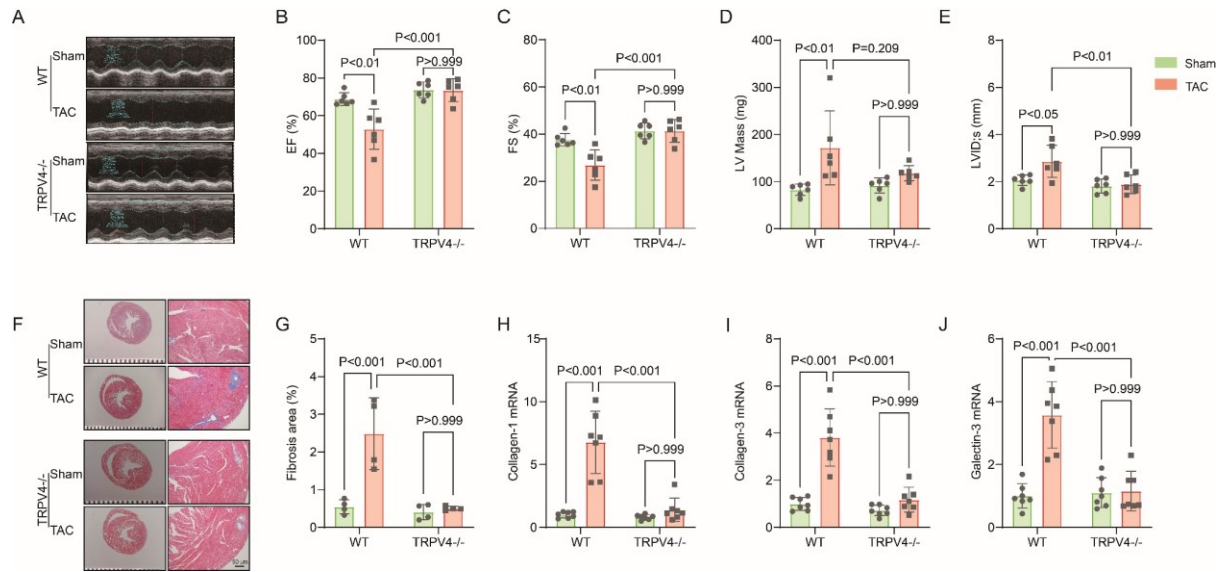 A
Sham
WT
TAC
Sham
TRPV4-/-
TAC
B
P<0.001
P<0.01
P>0.999
EF (%)
100
80
60
40
20
0
WT
TRPV4-/-
C
P<0.001
P<0.01
P>0.999
FS (%)
80
60
40
20
0
WT
TRPV4-/-
D
P<0.01
P=0.209
P>0.999
LV Mass (mg)
400
300
200
100
0
WT
TRPV4-/-
E
P<0.01
P<0.05
P>0.999
LVID;s (mm)
6
4
2
0
WT
TRPV4-/-
Sham
TAC
F
Sham
WT
TAC
Sham
TRPV4-/-
TAC
G
P<0.001
P<0.001
P>0.999
Fibrosis area (%)
5
4
3
2
1
0
WT
TRPV4-/-
H
P<0.001
P<0.001
P>0.999
Collagen-1 mRNA
15
10
5
0
WT
TRPV4-/-
I
P<0.001
P<0.001
P>0.999
Collagen-3 mRNA
8
6
4
2
0
WT
TRPV4-/-
J
P<0.001
P<0.001
P>0.999
Galectin-3 mRNA
6
4
2
0
WT
TRPV4-/-